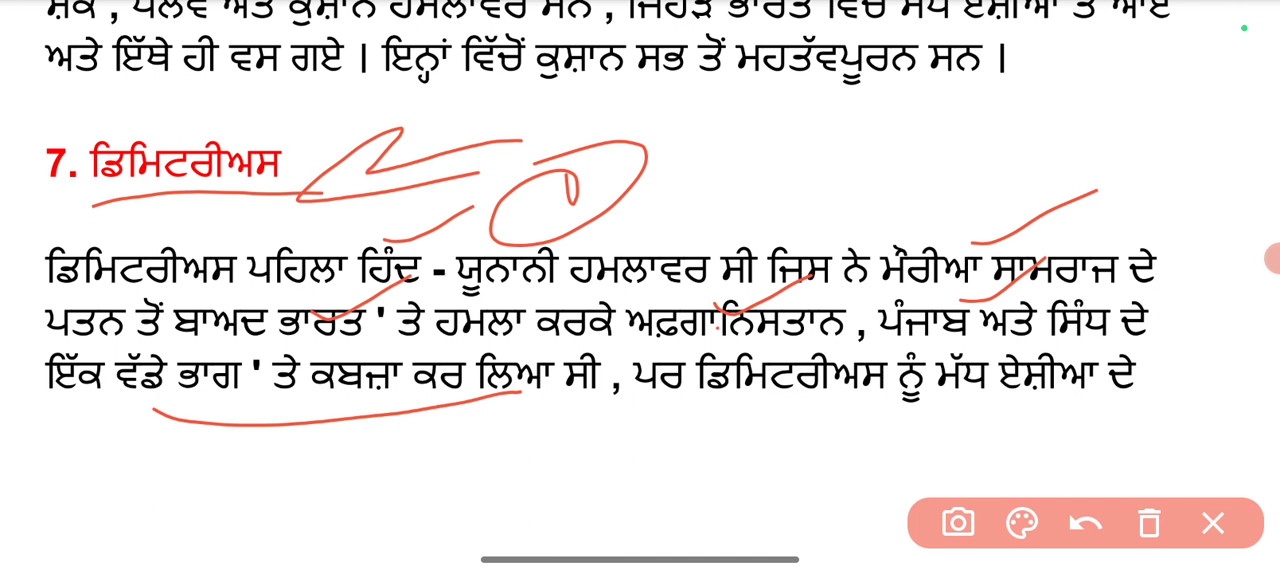 ਅਤੇ ਇੱਥੇ ਹੀ ਵਸ ਗਏ । ਇਨ੍ਹਾਂ ਵਿੱਚੋਂ ਕੁਸ਼ਾਨ ਸਭ ਤੋਂ ਮਹਤੱਵਪੂਰਨ ਸਨ ।
7. ਡਿਮਿਟਰੀਅਸ
ਡਿਮਿਟਰੀਅਸ ਪਹਿਲਾ ਹਿੰਦ - ਯੂਨਾਨੀ ਹਮਲਾਵਰ ਸੀ ਜਿਸ ਨੇ ਮੌਰੀਆ ਸਾਮਰਾਜ ਦੇ
ਪਤਨ ਤੋਂ ਬਾਅਦ ਭਾਰਤ ' ਤੇ ਹਮਲਾ ਕਰਕੇ ਅਫ਼ਗਾਨਿਸਤਾਨ , ਪੰਜਾਬ ਅਤੇ ਸਿੰਧ ਦੇ
ਇੱਕ ਵੱਡੇ ਭਾਗ ' ਤੇ ਕਬਜ਼ਾ ਕਰ ਲਿਆ ਸੀ , ਪਰ ਡਿਮਿਟਰੀਅਸ ਨੂੰ ਮੱਧ ਏਸ਼ੀਆ ਦੇ